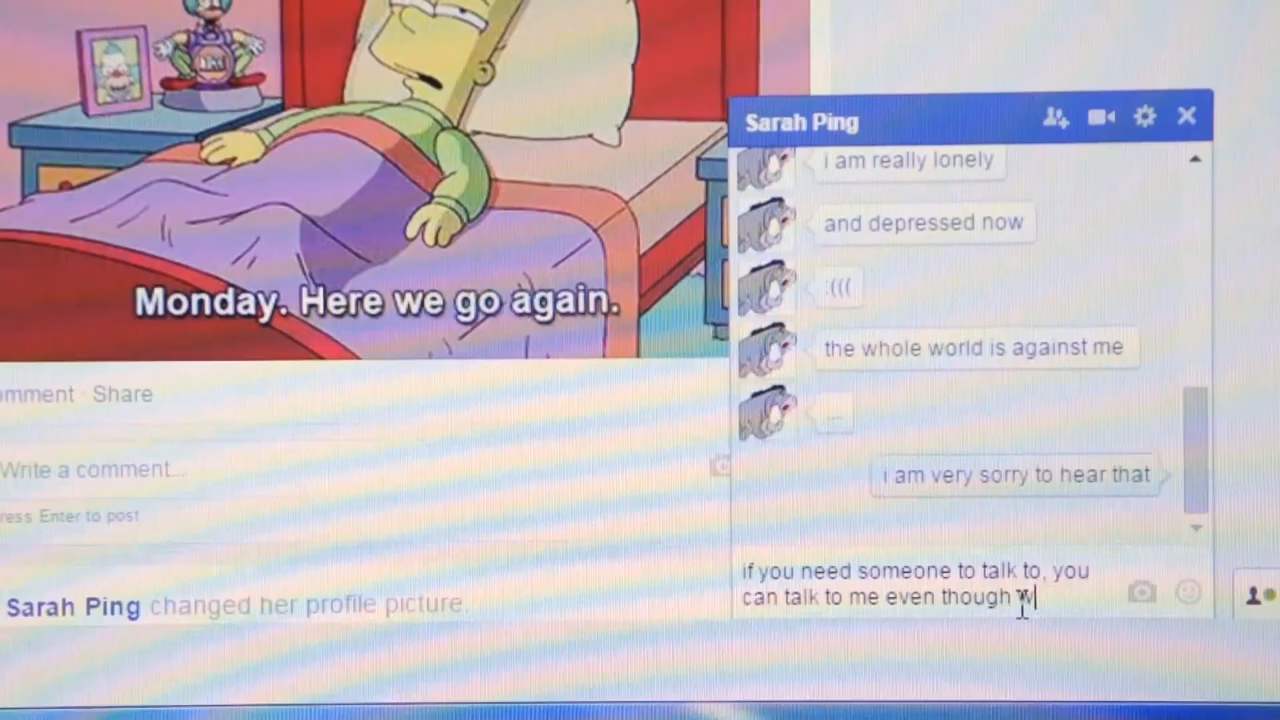 Monday. Here we go again.
omment · Share
Write a comment...
ress Enter to post
Sarah Ping changed her profile picture.
Sarah Ping
i am really lonely
and depressed now
:(((
the whole world is against me
...
i am very sorry to hear that
if you need someone to talk to, you
can talk to me even though w